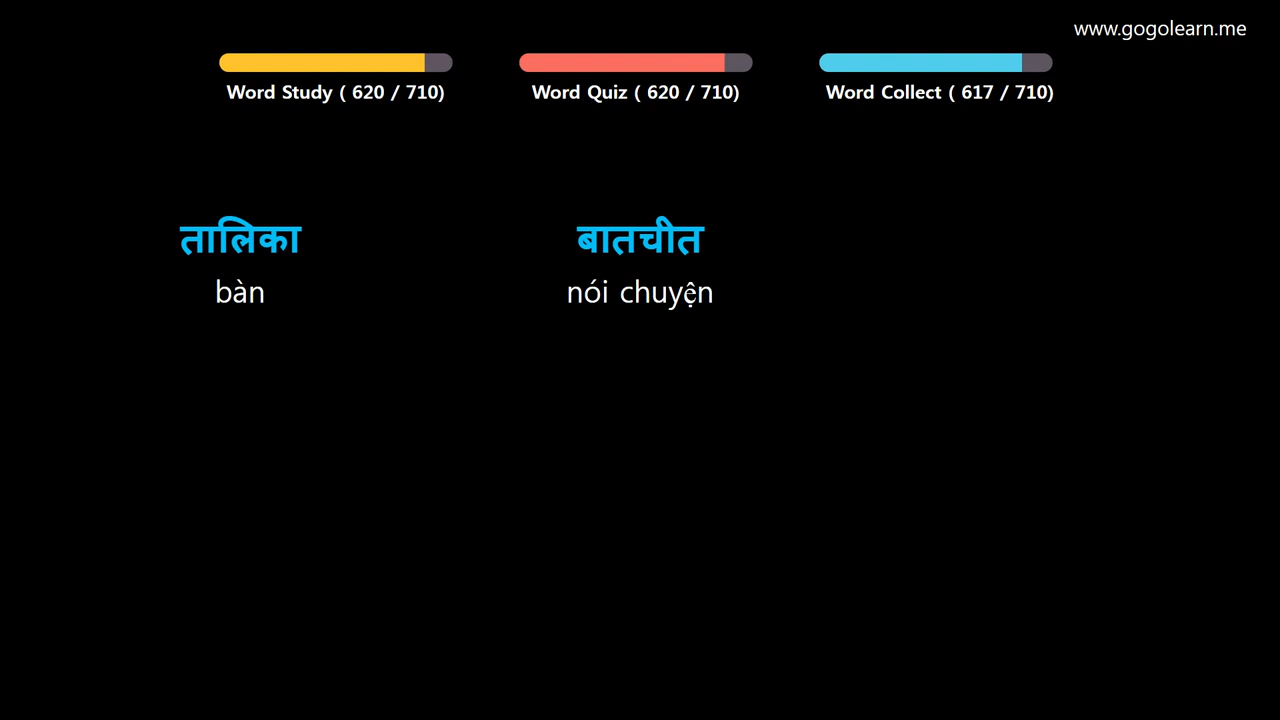 www.gogolearn.me
Word Study ( 620 / 710)
Word Quiz ( 620 / 710)
Word Collect ( 617 / 710)
तालिका
bàn
बातचीत
nói chuyện